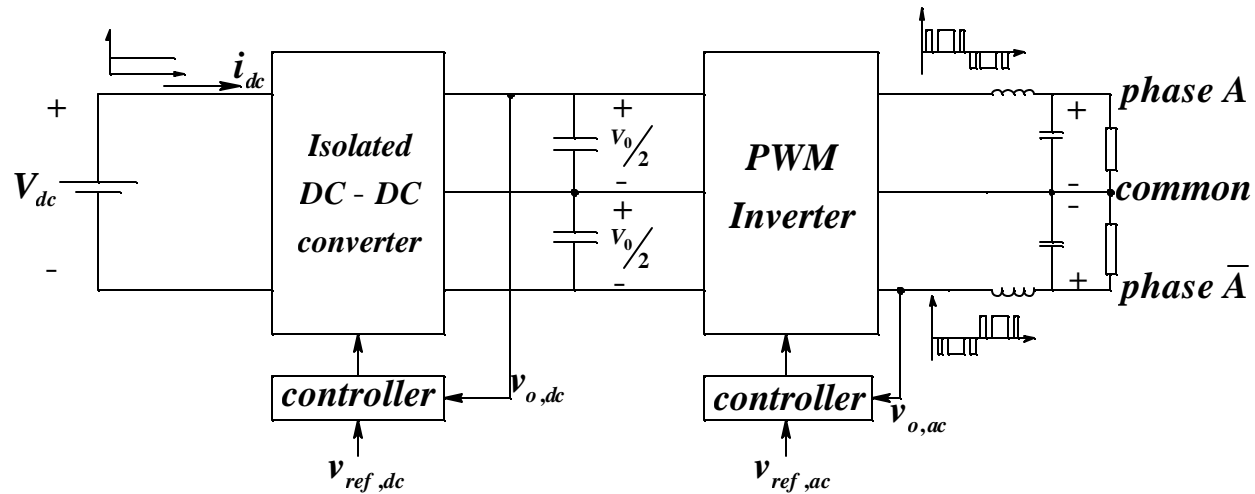 i_dc
+
V_dc
-
Isolated
DC - DC
converter
+
V_0/2
-
+
V_0/2
-
PWM
Inverter
phase A
+
-
common
-
+
phase A̅
controller
v_o,dc
v_ref,dc
controller
v_o,ac
v_ref,ac